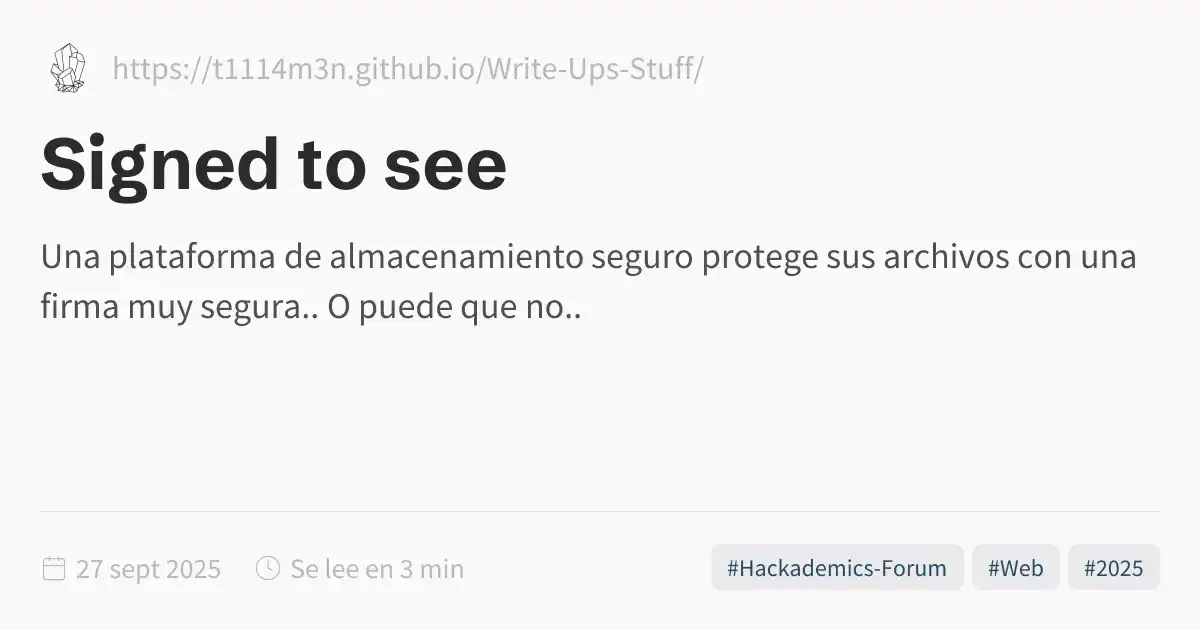 https://t1114m3n.github.io/Write-Ups-Stuff/
Signed to see
Una plataforma de almacenamiento seguro protege sus archivos con una
firma muy segura.. O puede que no..
27 sept 2025 Se lee en 3 min #Hackademics-Forum #Web #2025